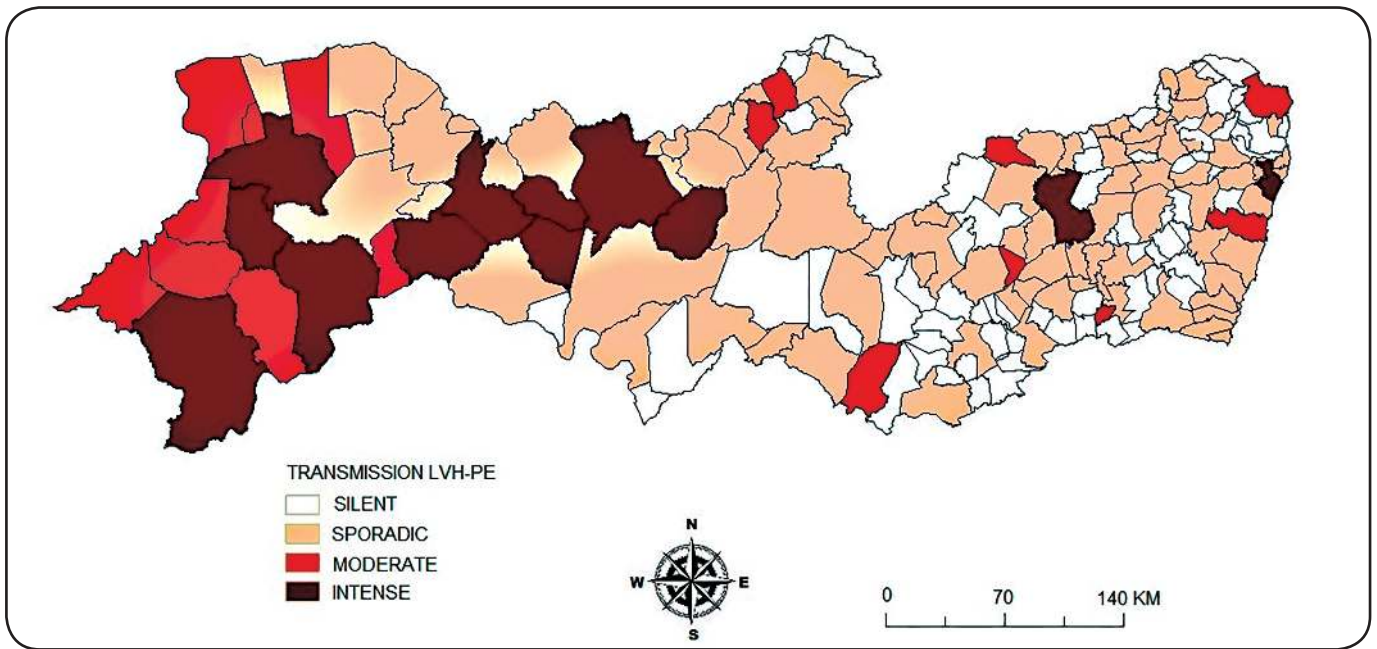 TRANSMISSION LVH-PE
SILENT
SPORADIC
MODERATE
INTENSE
N
W E
S
0 70 140 KM